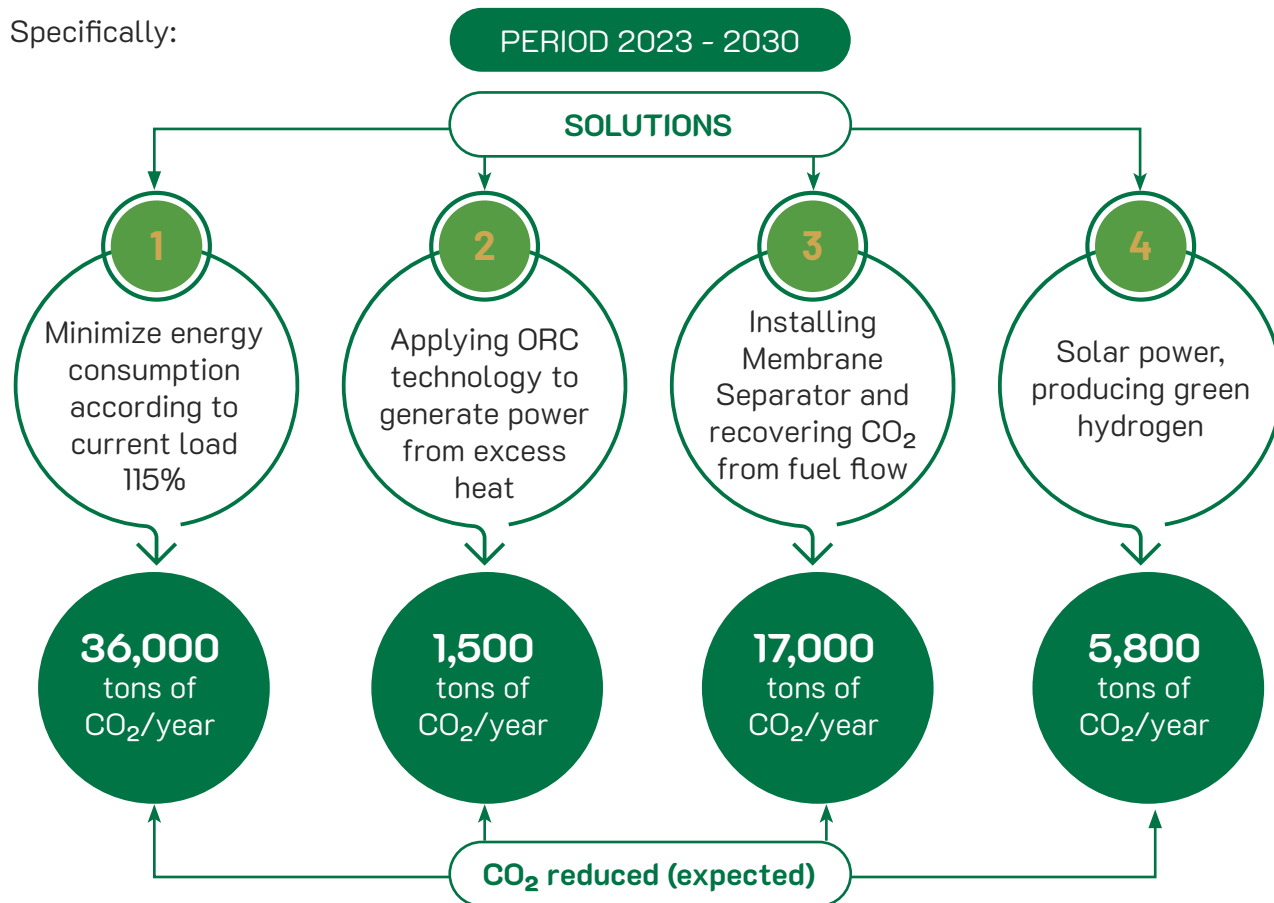 Specifically:
PERIOD 2023 - 2030
SOLUTIONS
1
Minimize energy
consumption
according to
current load
115%
2
Applying ORC
technology to
generate power
from excess
heat
3
Installing
Membrane
Separator and
recovering CO₂
from fuel flow
4
Solar power,
producing green
hydrogen
36,000
tons of
CO₂/year
1,500
tons of
CO₂/year
17,000
tons of
CO₂/year
5,800
tons of
CO₂/year
CO₂ reduced (expected)